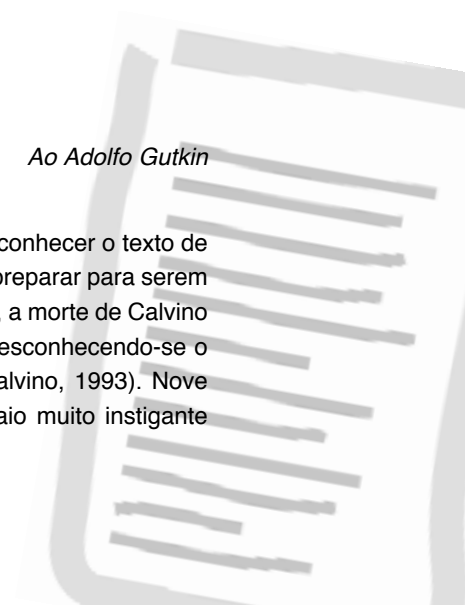 Ao Adolfo Gutkin
conhecer o texto de
preparar para serem
a morte de Calvino
esconhecendo-se o
alvino, 1993). Nove
aio muito instigante